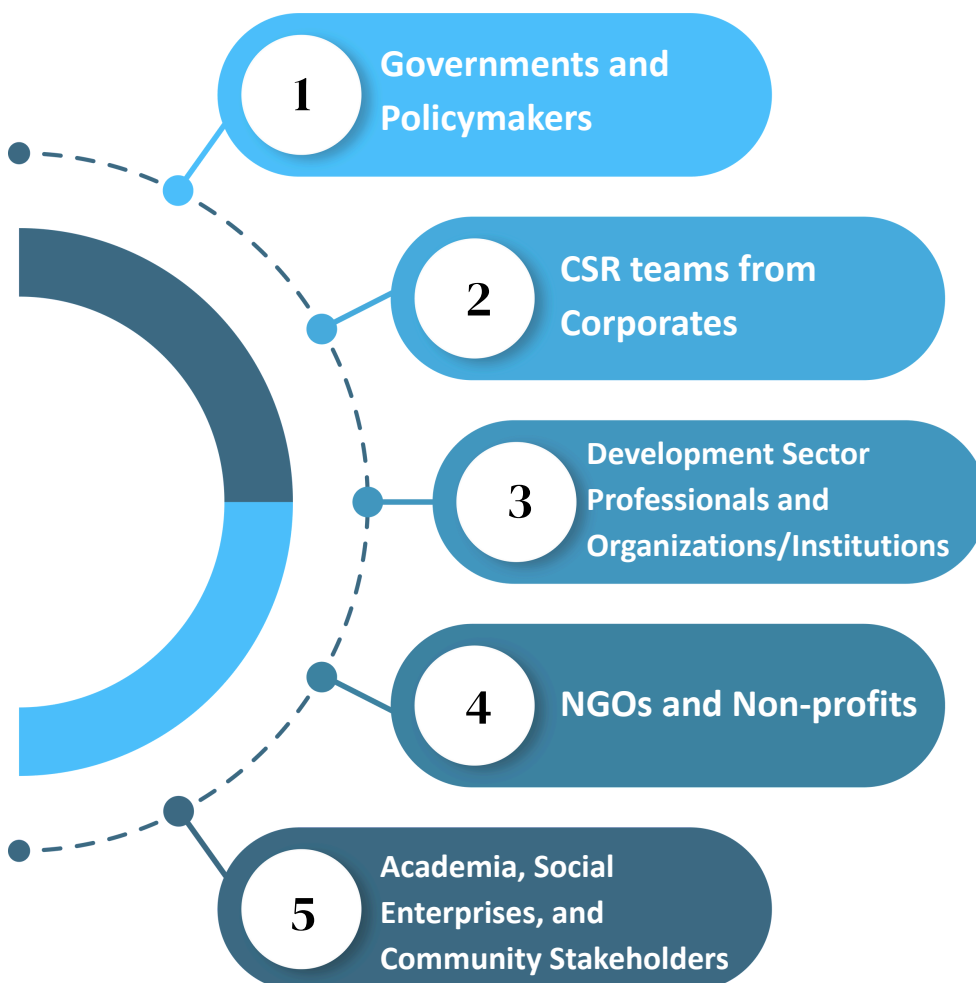 1
Governments and
Policymakers
2
CSR teams from
Corporates
3
Development Sector
Professionals and
Organizations/Institutions
4
NGOs and Non-profits
5
Academia, Social
Enterprises, and
Community Stakeholders